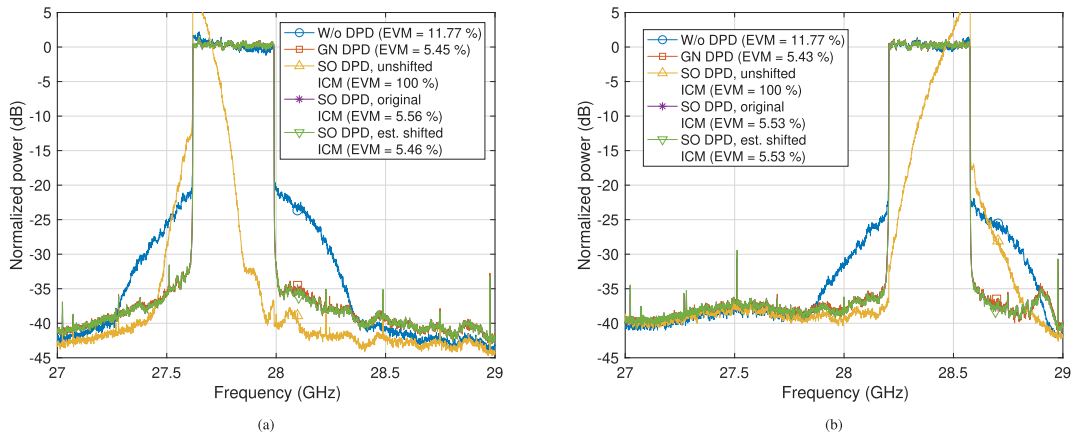 5
0
-5
-10
-15
-20
-25
-30
-35
-40
-45
Normalized power (dB)
W/o DPD (EVM = 11.77 %)
GN DPD (EVM = 5.45 %)
SO DPD, unshifted
ICM (EVM = 100 %)
SO DPD, original
ICM (EVM = 5.56 %)
SO DPD, est. shifted
ICM (EVM = 5.46 %)
27 27.5 28 28.5 29
Frequency (GHz)
(a)
5
0
-5
-10
-15
-20
-25
-30
-35
-40
-45
Normalized power (dB)
W/o DPD (EVM = 11.77 %)
GN DPD (EVM = 5.43 %)
SO DPD, unshifted
ICM (EVM = 100 %)
SO DPD, original
ICM (EVM = 5.53 %)
SO DPD, est. shifted
ICM (EVM = 5.53 %)
27 27.5 28 28.5 29
Frequency (GHz)
(b)